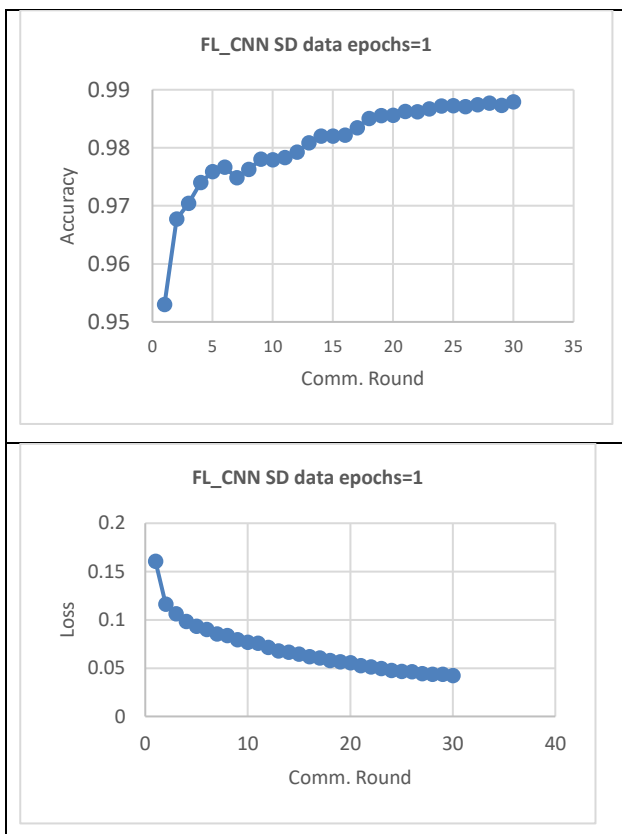 FL_CNN SD data epochs=1
0.99
0.98
0.97
0.96
0.95
Accuracy
0 5 10 15 20 25 30 35
Comm. Round
FL_CNN SD data epochs=1
0.2
0.15
0.1
0.05
0
Loss
0 10 20 30 40
Comm. Round